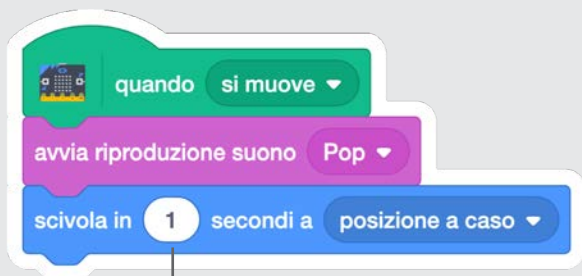 quando si muove
avvia riproduzione suono Pop
scivola in 1 secondi a posizione a caso